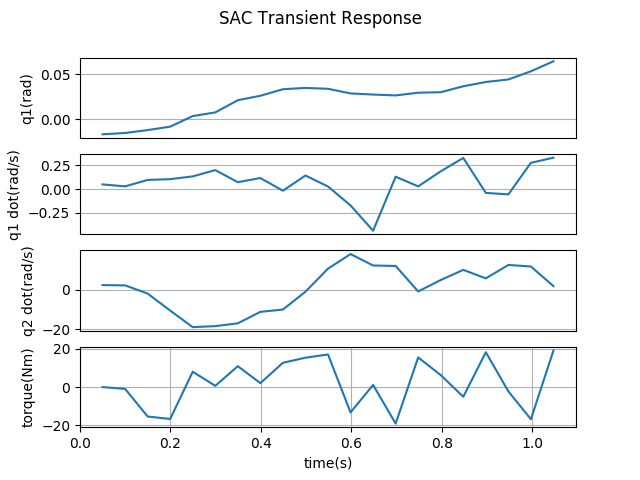 SAC Transient Response
q1(rad)
0.05
0.00
q1 dot(rad/s)
0.25
0.00
−0.25
q2 dot(rad/s)
0
−20
torque(Nm)
20
0
−20
0.0 0.2 0.4 0.6 0.8 1.0
time(s)